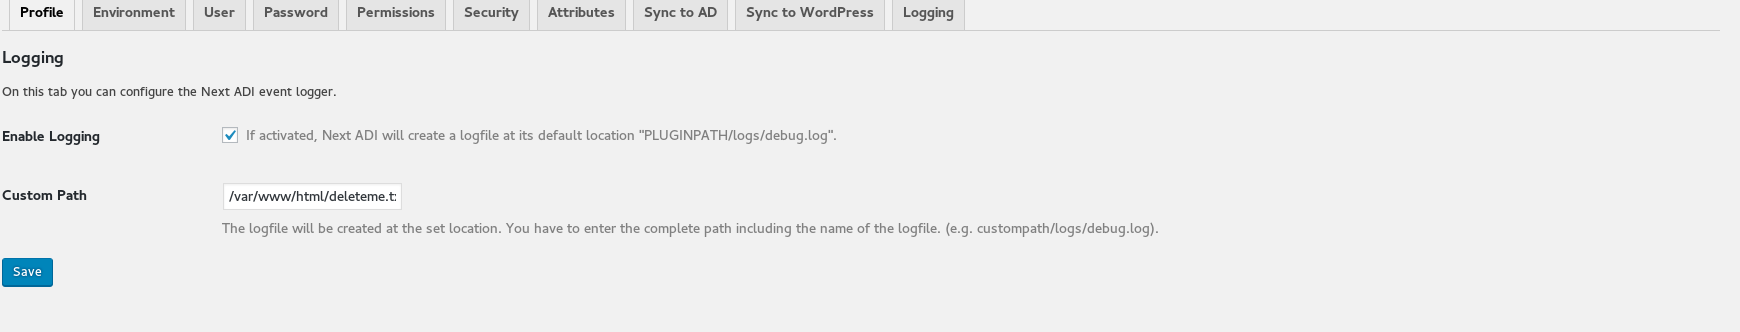 Profile Environment User Password Permissions Security Attributes Sync to AD Sync to WordPress Logging
Logging
On this tab you can configure the Next ADI event logger.
Enable Logging If activated, Next ADI will create a logfile at its default location "PLUGINPATH/logs/debug.log".
Custom Path /var/www/html/deleteme.t
The logfile will be created at the set location. You have to enter the complete path including the name of the logfile. (e.g. custompath/logs/debug.log).
Save